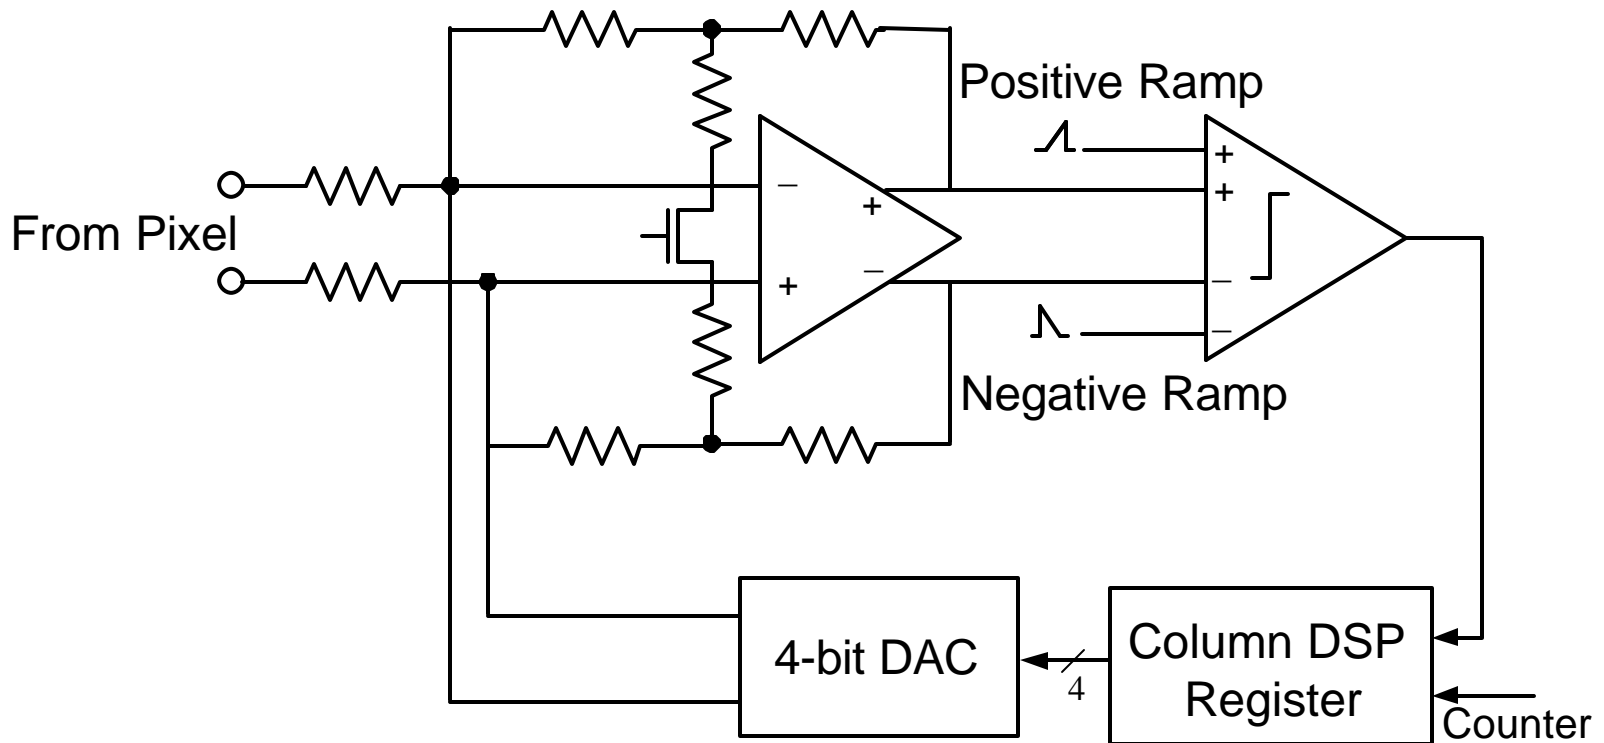 Positive Ramp
+
+
−
+
From Pixel
−
−
+
−
Negative Ramp
4-bit DAC
4
Column DSP
Register
Counter